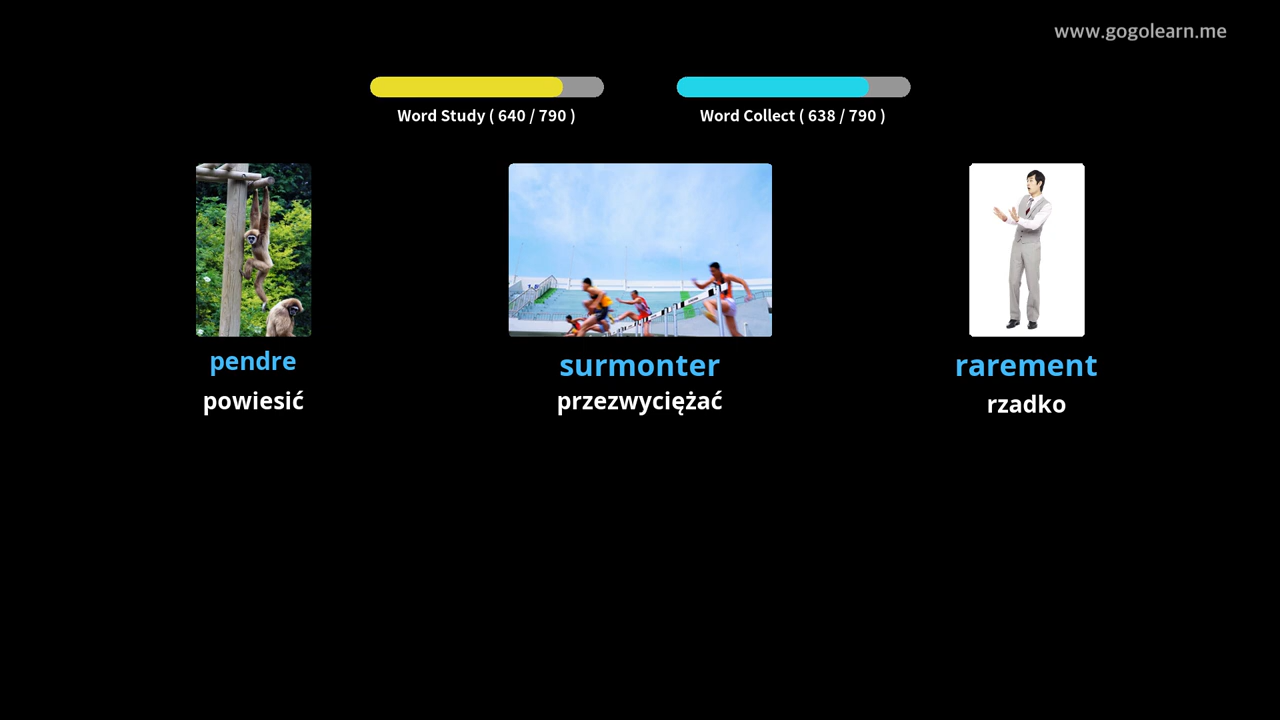 www.gogolearn.me
Word Study ( 640 / 790 )
Word Collect ( 638 / 790 )
pendre
surmonter
rarement
powiesić
przezwyciężać
rzadko